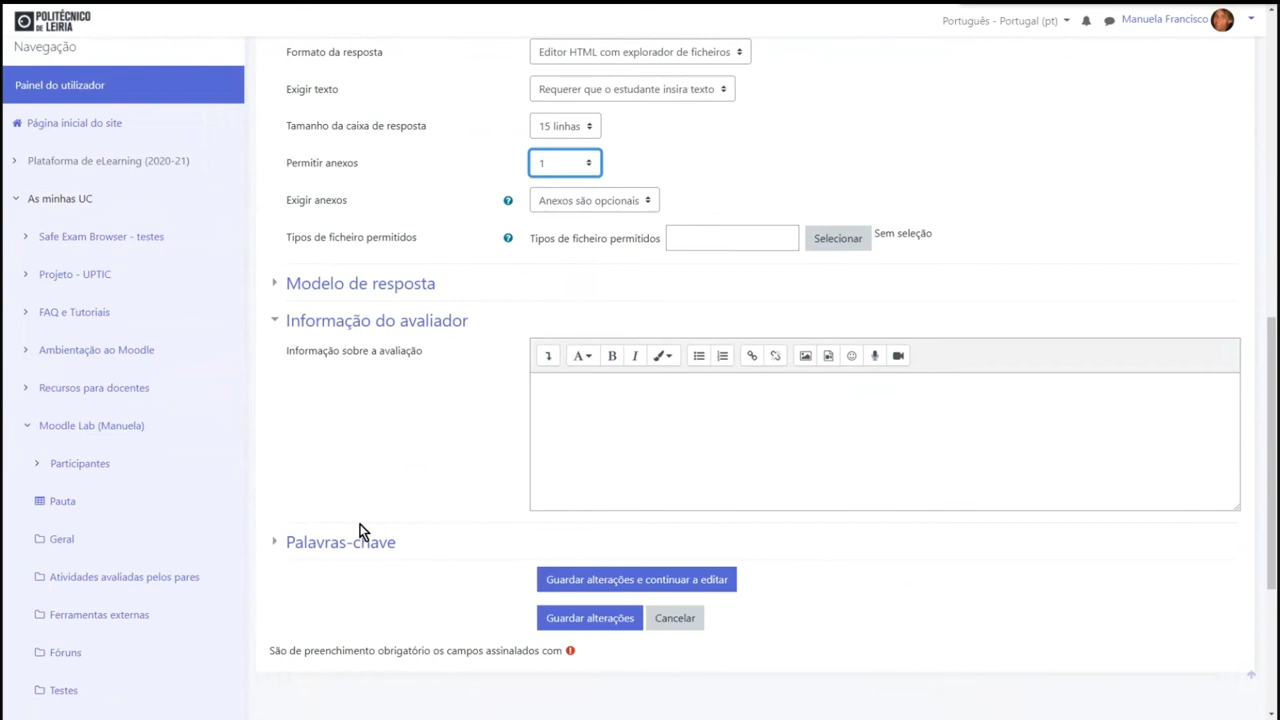 POLITÉCNICO
DE LEIRIA
Português - Portugal (pt)
Manuela Francisco
Navegação
Painel do utilizador
Página inicial do site
Plataforma de eLearning (2020-21)
As minhas UC
Safe Exam Browser - testes
Projeto - UPTIC
FAQ e Tutoriais
Ambientação ao Moodle
Recursos para docentes
Moodle Lab (Manuela)
Participantes
Pauta
Geral
Atividades avaliadas pelos pares
Ferramentas externas
Fóruns
Testes
Formato da resposta Editor HTML com explorador de ficheiros
Exigir texto Requerer que o estudante insira texto
Tamanho da caixa de resposta 15 linhas
Permitir anexos 1
Exigir anexos Anexos são opcionais
Tipos de ficheiro permitidos Tipos de ficheiro permitidos Selecionar Sem seleção
Modelo de resposta
Informação do avaliador
Informação sobre a avaliação
A B I
Palavras-chave
Guardar alterações e continuar a editar
Guardar alterações Cancelar
São de preenchimento obrigatório os campos assinalados com